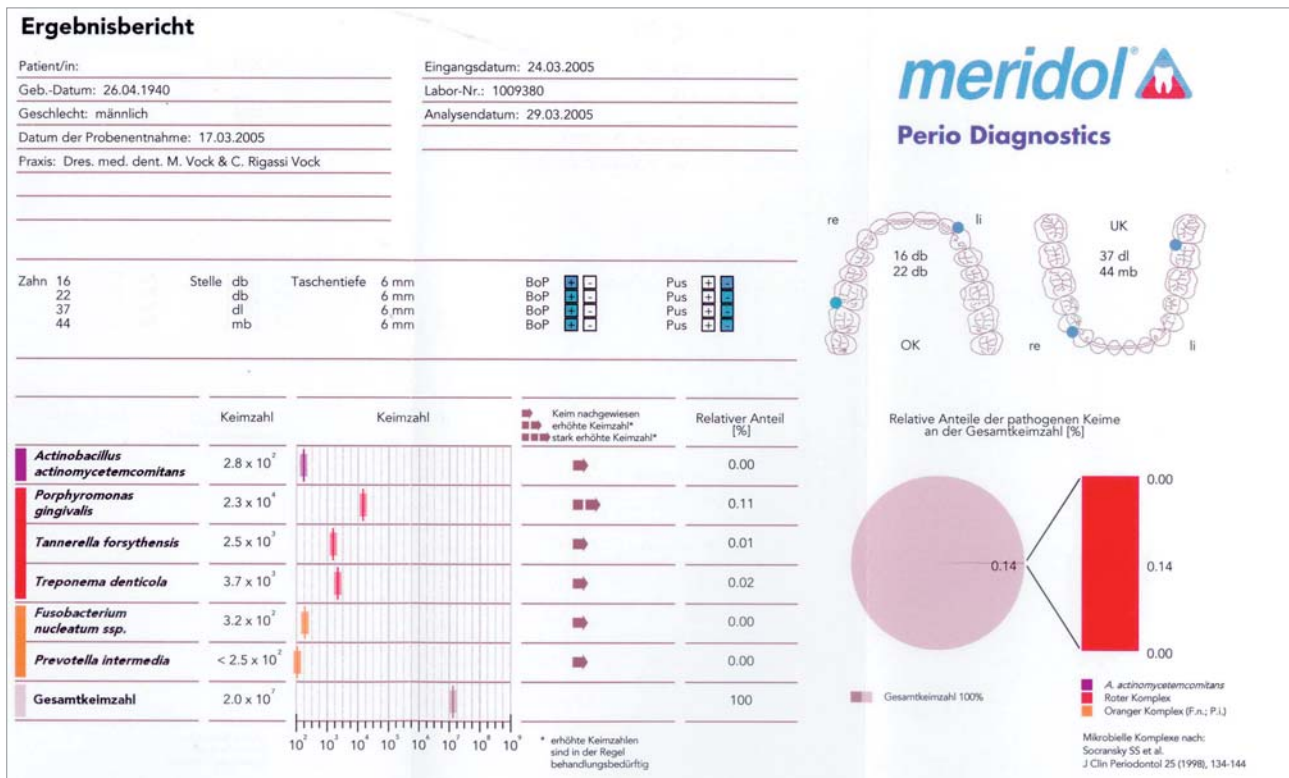 Ergebnisbericht
Patient/in:
Geb.-Datum: 26.04.1940
Geschlecht: männlich
Datum der Probenentnahme: 17.03.2005
Praxis: Dres. med. dent. M. Vock & C. Rigassi Vock
Eingangsdatum: 24.03.2005
Labor-Nr.: 1009380
Analysendatum: 29.03.2005
meridol®
Perio Diagnostics
Zahn 16 Stelle db Taschentiefe 6 mm BoP + - Pus + -
22 db 6 mm BoP + - Pus + -
37 dl 6 mm BoP + - Pus + -
44 mb 6 mm BoP + - Pus + -
re li
16 db
22 db
OK
UK
37 dl
44 mb
re li
Keimzahl Keimzahl Keim nachgewiesen
erhöhte Keimzahl*
stark erhöhte Keimzahl*
Relativer Anteil
[%]
Actinobacillus
actinomycetemcomitans 2.8 x 10² 0.00
Porphyromonas
gingivalis 2.3 x 10⁴ 0.11
Tannerella forsythensis 2.5 x 10³ 0.01
Treponema denticola 3.7 x 10³ 0.02
Fusobacterium
nucleatum ssp. 3.2 x 10² 0.00
Prevotella intermedia < 2.5 x 10² 0.00
Gesamtkeimzahl 2.0 x 10⁷ 100
10² 10³ 10⁴ 10⁵ 10⁶ 10⁷ 10⁸ 10⁹
* erhöhte Keimzahlen
sind in der Regel
behandlungsbedürftig
Relative Anteile der pathogenen Keime
an der Gesamtkeimzahl [%]
0.14
0.00
0.14
0.00
Gesamtkeimzahl 100%
A. actinomycetemcomitans
Roter Komplex
Oranger Komplex (F.n.; P.i.)
Mikrobielle Komplexe nach:
Socransky SS et al.
J Clin Periodontol 25 (1998), 134-144